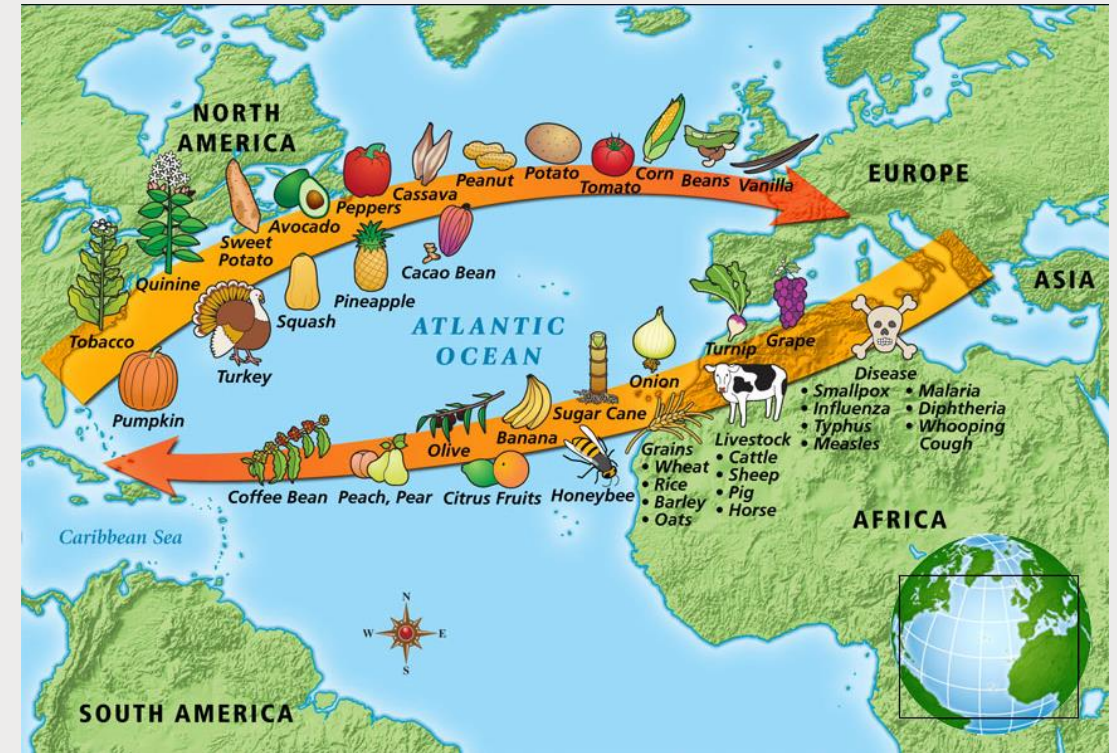 NORTH
AMERICA
EUROPE
ASIA
Tobacco
Quinine
Sweet
Potato
Avocado
Peppers
Cassava
Peanut
Potato
Tomato
Corn
Beans
Vanilla
Pumpkin
Turkey
Squash
Pineapple
Cacao Bean
ATLANTIC
OCEAN
Coffee Bean
Peach, Pear
Olive
Citrus Fruits
Banana
Honeybee
Sugar Cane
Onion
Turnip
Grape
Grains
• Wheat
• Rice
• Barley
• Oats
Livestock
• Cattle
• Sheep
• Pig
• Horse
Disease
• Smallpox
• Influenza
• Typhus
• Measles
• Malaria
• Diphtheria
• Whooping
Cough
AFRICA
Caribbean Sea
N
W
E
S
SOUTH AMERICA